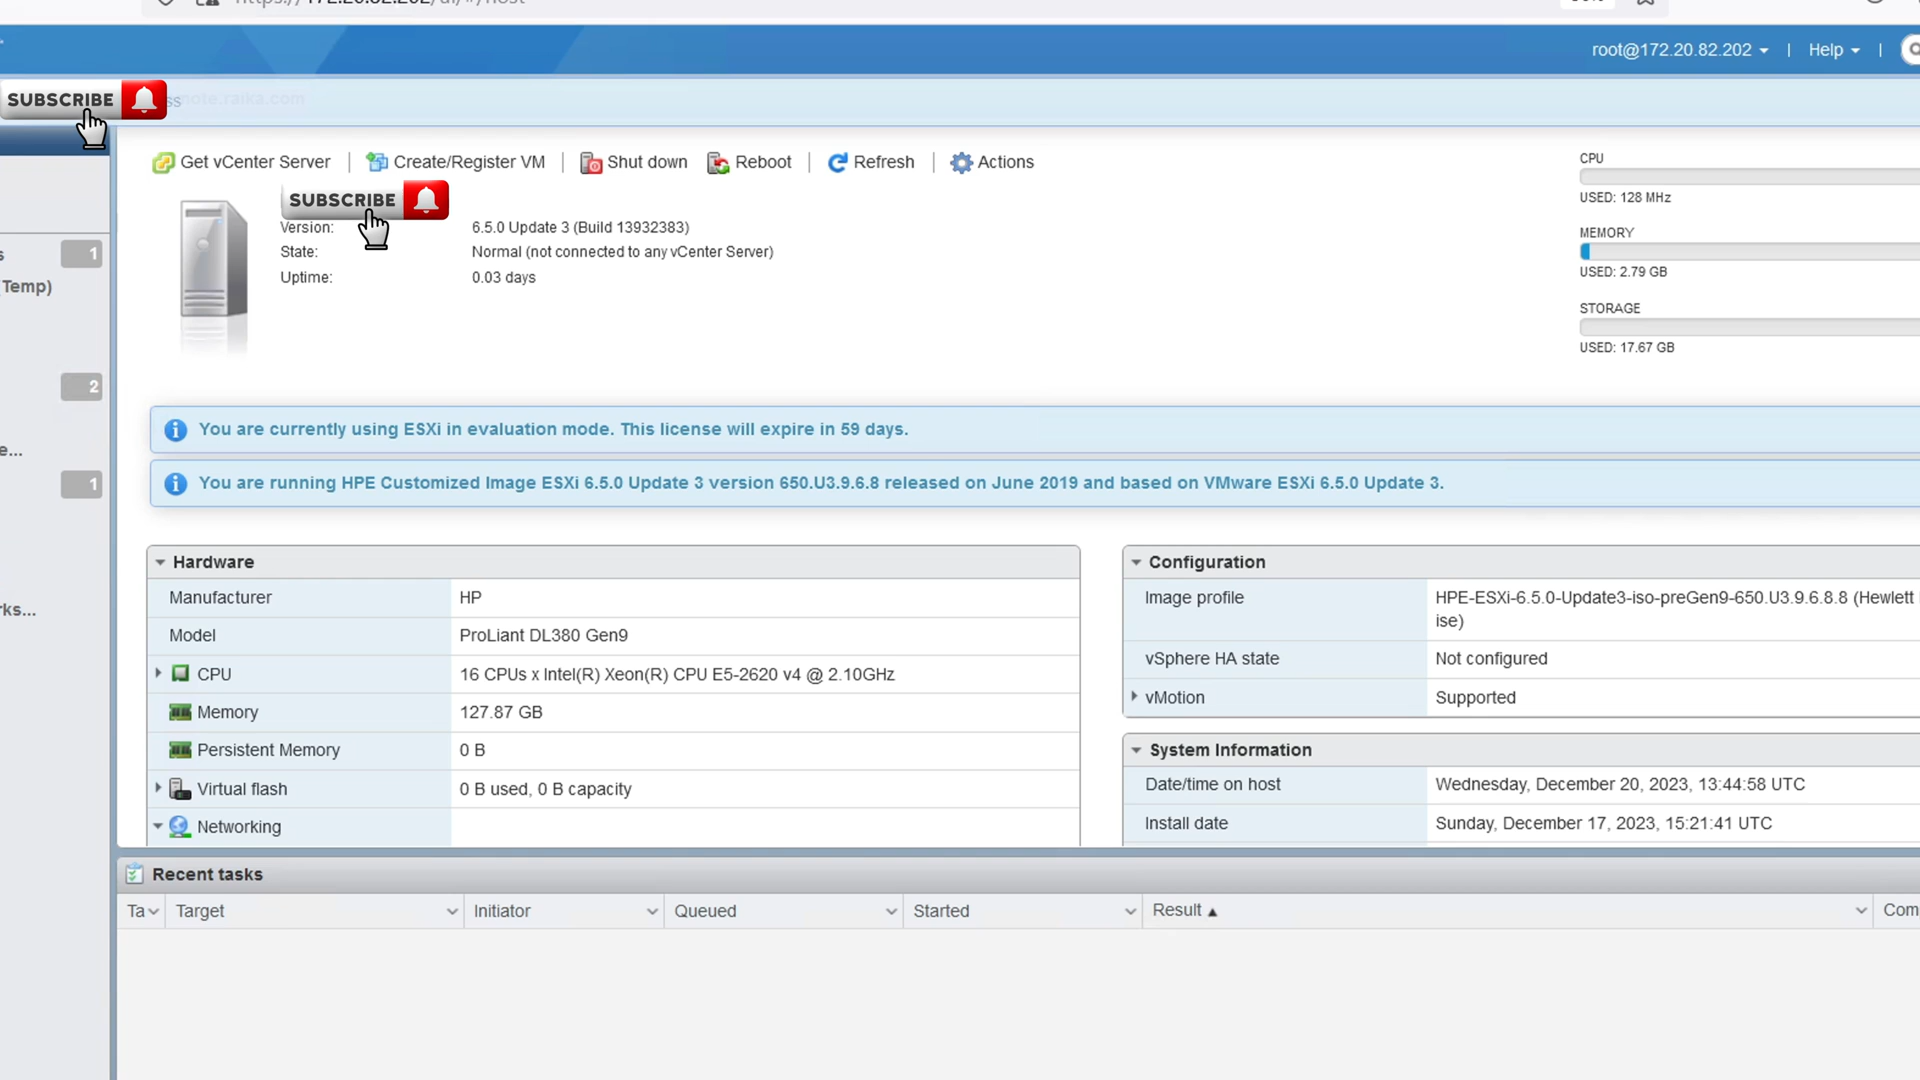 root@172.20.82.202 | Help |
SUBSCRIBE
Get vCenter Server | Create/Register VM | Shut down Reboot | Refresh | Actions
SUBSCRIBE
Version: 6.5.0 Update 3 (Build 13932383)
State: Normal (not connected to any vCenter Server)
Uptime: 0.03 days
CPU
USED: 128 MHz
MEMORY
USED: 2.79 GB
STORAGE
USED: 17.67 GB
s 1
Temp)
2
e...
1
rks...
You are currently using ESXi in evaluation mode. This license will expire in 59 days.
You are running HPE Customized Image ESXi 6.5.0 Update 3 version 650.U3.9.6.8 released on June 2019 and based on VMware ESXi 6.5.0 Update 3.
Hardware
Manufacturer HP
Model ProLiant DL380 Gen9
CPU 16 CPUs x Intel(R) Xeon(R) CPU E5-2620 v4 @ 2.10GHz
Memory 127.87 GB
Persistent Memory 0 B
Virtual flash 0 B used, 0 B capacity
Networking
Configuration
Image profile HPE-ESXi-6.5.0-Update3-iso-preGen9-650.U3.9.6.8.8 (Hewlett
ise)
vSphere HA state Not configured
vMotion Supported
System Information
Date/time on host Wednesday, December 20, 2023, 13:44:58 UTC
Install date Sunday, December 17, 2023, 15:21:41 UTC
Recent tasks
Ta Target Initiator Queued Started Result Com